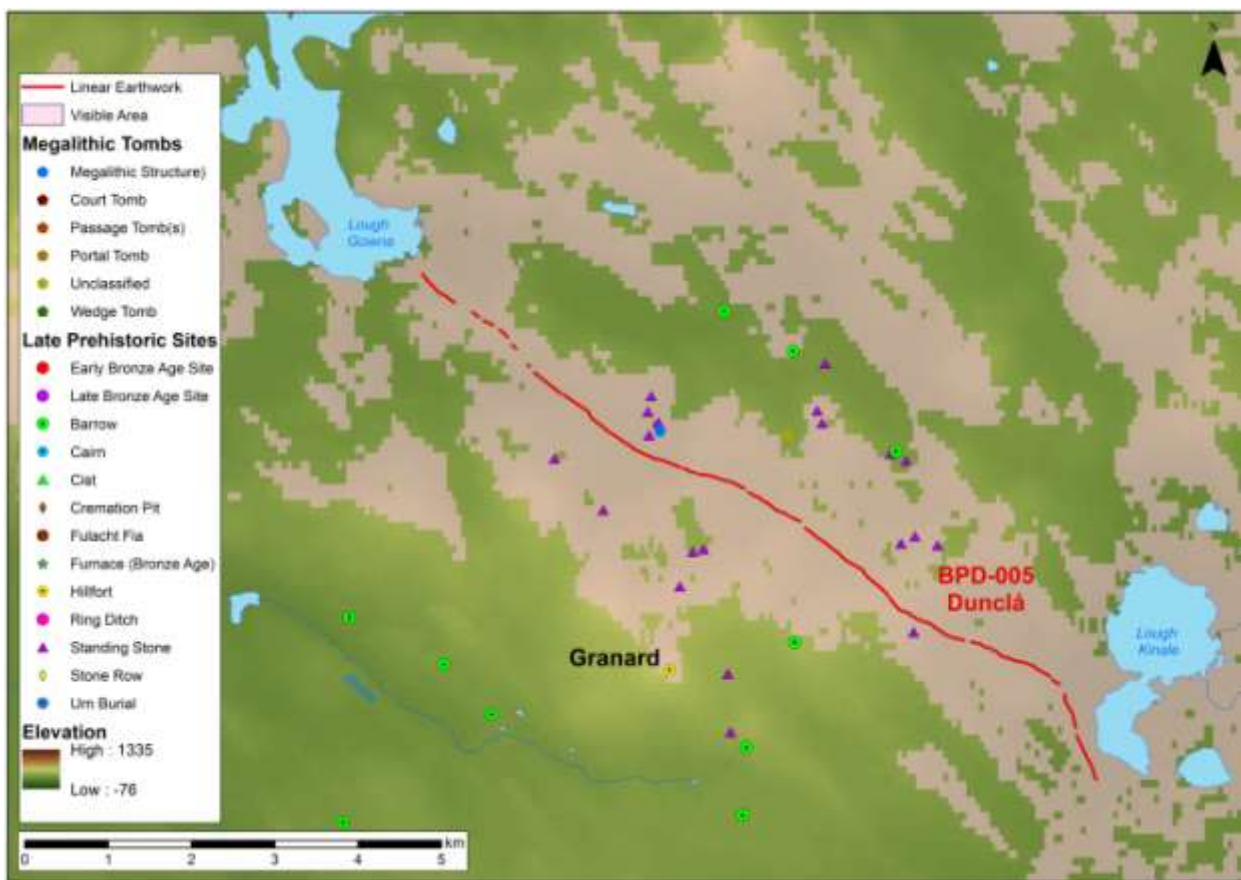 N
Linear Earthwork
Visible Area
Megalithic Tombs
Megalithic Structure)
Court Tomb
Passage Tomb(s)
Portal Tomb
Unclassified
Wedge Tomb
Late Prehistoric Sites
Early Bronze Age Site
Late Bronze Age Site
Barrow
Cairn
Cist
Cremation Pit
Fulacht Fia
Furnace (Bronze Age)
Hillfort
Ring Ditch
Standing Stone
Stone Row
Urn Burial
Elevation
High : 1335
Low : -76
Lough
Gowna
BPD-005
Dunclá
Lough
Kinale
Granard
km
0 1 2 3 4 5